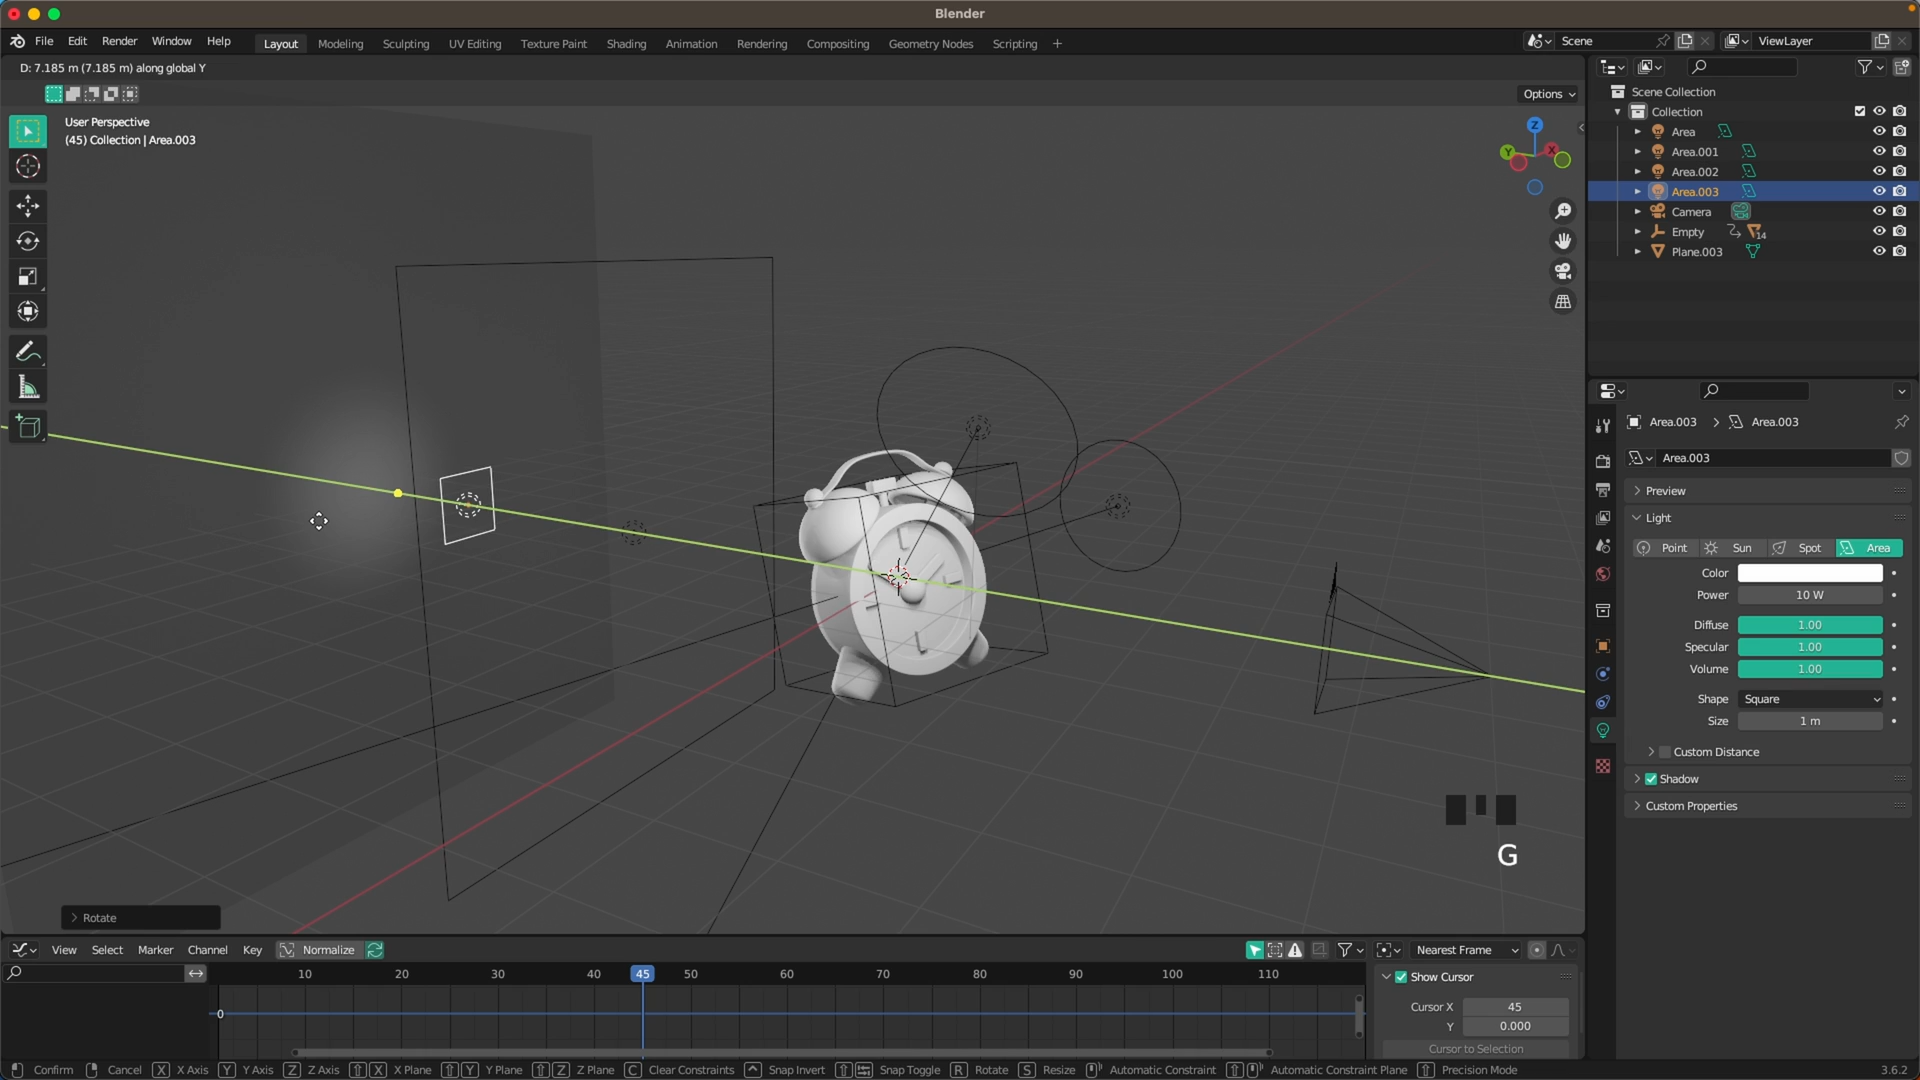 Blender
File Edit Render Window Help Layout Modeling Sculpting UV Editing Texture Paint Shading Animation Rendering Compositing Geometry Nodes Scripting + Scene ViewLayer
D: 7.185 m (7.185 m) along global Y
Options
User Perspective
(45) Collection | Area.003
Z
Y
X
Scene Collection
Collection
Area
Area.001
Area.002
Area.003
Camera
Empty 14
Plane.003
Area.003 > Area.003
Area.003
Preview
Light
Point Sun Spot Area
Color
Power 10 W
Diffuse 1.00
Specular 1.00
Volume 1.00
Shape Square
Size 1 m
Custom Distance
Shadow
Custom Properties
G
Rotate
View Select Marker Channel Key Normalize Nearest Frame
10 20 30 40 45 50 60 70 80 90 100 110
0
Show Cursor
Cursor X 45
Y 0.000
Cursor to Selection
Confirm Cancel X X Axis Y Y Axis Z Z Axis X X Plane Y Y Plane Z Z Plane C Clear Constraints Snap Invert Snap Toggle R Rotate S Resize Automatic Constraint Automatic Constraint Plane Precision Mode 3.6.2